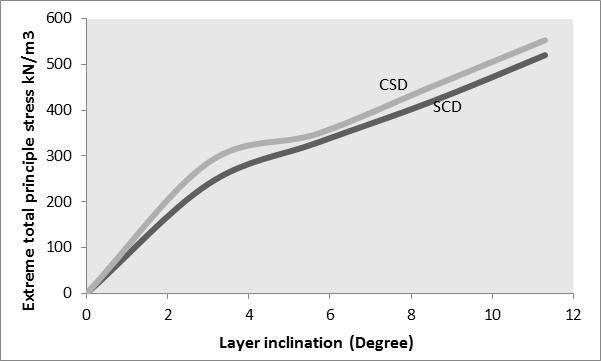 Extreme total principle stress kN/m3
600
500
400
300
200
100
0
CSD
SCD
0 2 4 6 8 10 12
Layer inclination (Degree)